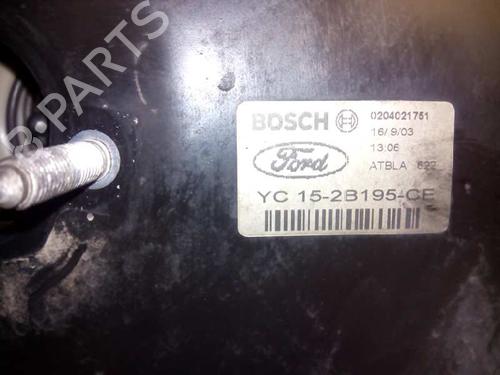 BOSCH 0204021751
16/9/03
13:06
Ford ATBLA 622
YC 15-2B195-CE
B-PARTS